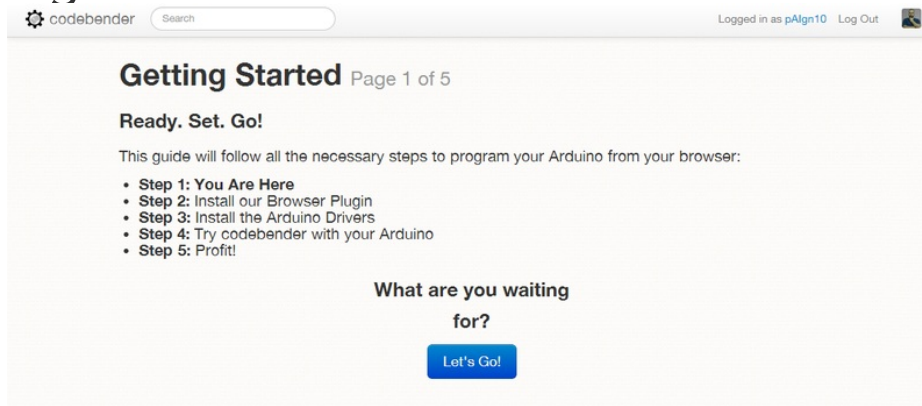 codebender Search Logged in as pAlgn10 Log Out
Getting Started Page 1 of 5
Ready. Set. Go!
This guide will follow all the necessary steps to program your Arduino from your browser:
• Step 1: You Are Here
• Step 2: Install our Browser Plugin
• Step 3: Install the Arduino Drivers
• Step 4: Try codebender with your Arduino
• Step 5: Profit!
What are you waiting
for?
Let's Go!